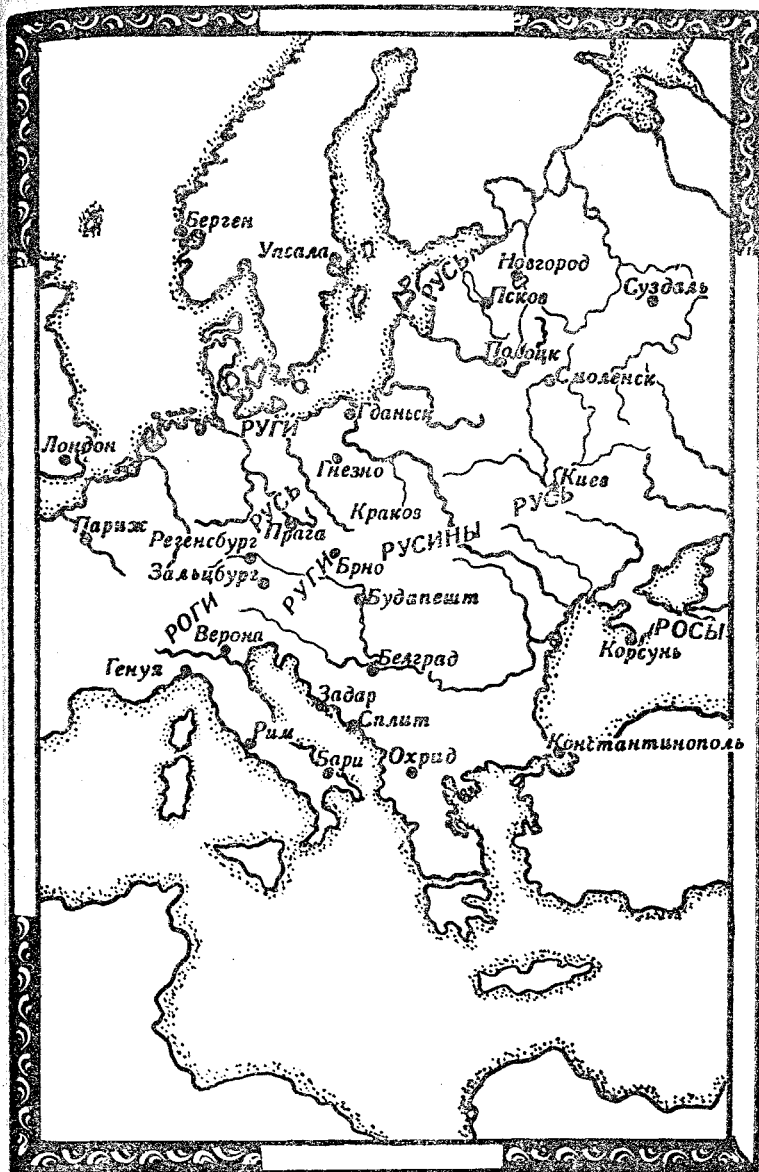 Берген
Упсала
РУСЬ
Новгород
Псков
Суздаль
Полоцк
Смоленск
Гданьск
РУГИ
Лондон
Гнезно
Киев
РУСЬ
РУСЬ
Краков
Париж
Прага
РУСИНЫ
Регенсбург
Брно
Зальцбург
РУГИ
Будапешт
РОГИ
Верона
РОСЫ
Корсунь
Генуя
Белград
Задар
Сплит
Рим
Константинополь
Бари
Охрид